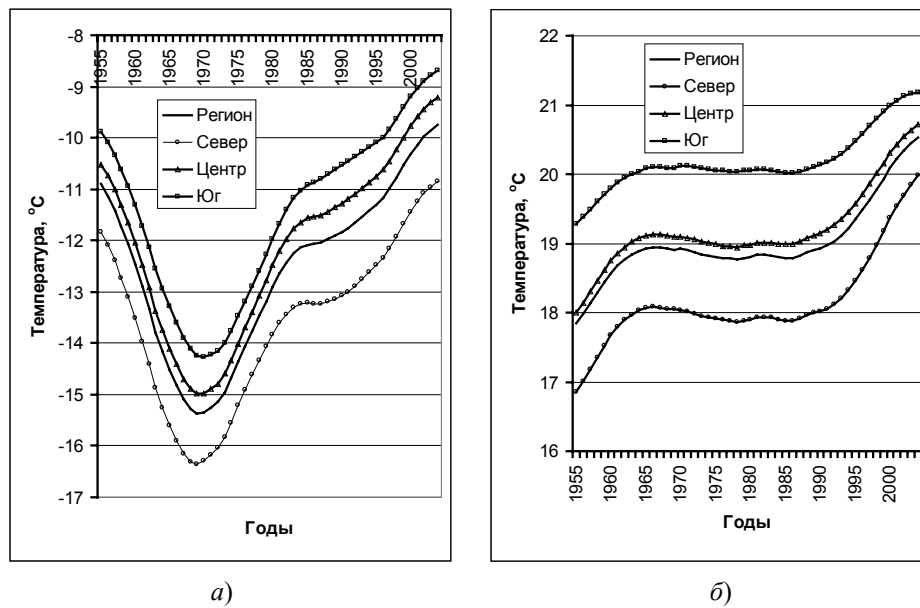 -8
-9
-10
-11
-12
-13
-14
-15
-16
-17
1955
1960
1965
1970
1975
1980
1985
1990
1995
2000
Температура, °С
Регион
Север
Центр
Юг
Годы
а)
22
21
20
19
18
17
16
Температура, °С
Регион
Север
Центр
Юг
1955
1960
1965
1970
1975
1980
1985
1990
1995
2000
Годы
б)